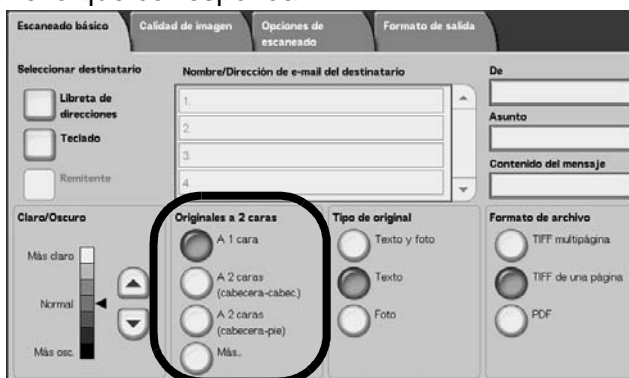 Escaneado básico
Calidad de imagen
Opciones de
escaneado
Formato de salida
Seleccionar destinatario
Libreta de
direcciones
Teclado
Remitente
Nombre/Dirección de e-mail del destinatario
1.
2.
3.
4.
De
Asunto
Contenido del mensaje
Claro/Oscuro
Más claro
Normal
Más osc.
Originales a 2 caras
A 1 cara
A 2 caras
(cabecera-cabec.)
A 2 caras
(cabecera-pie)
Más...
Tipo de original
Texto y foto
Texto
Foto
Formato de archivo
TIFF multipágina
TIFF de una página
PDF